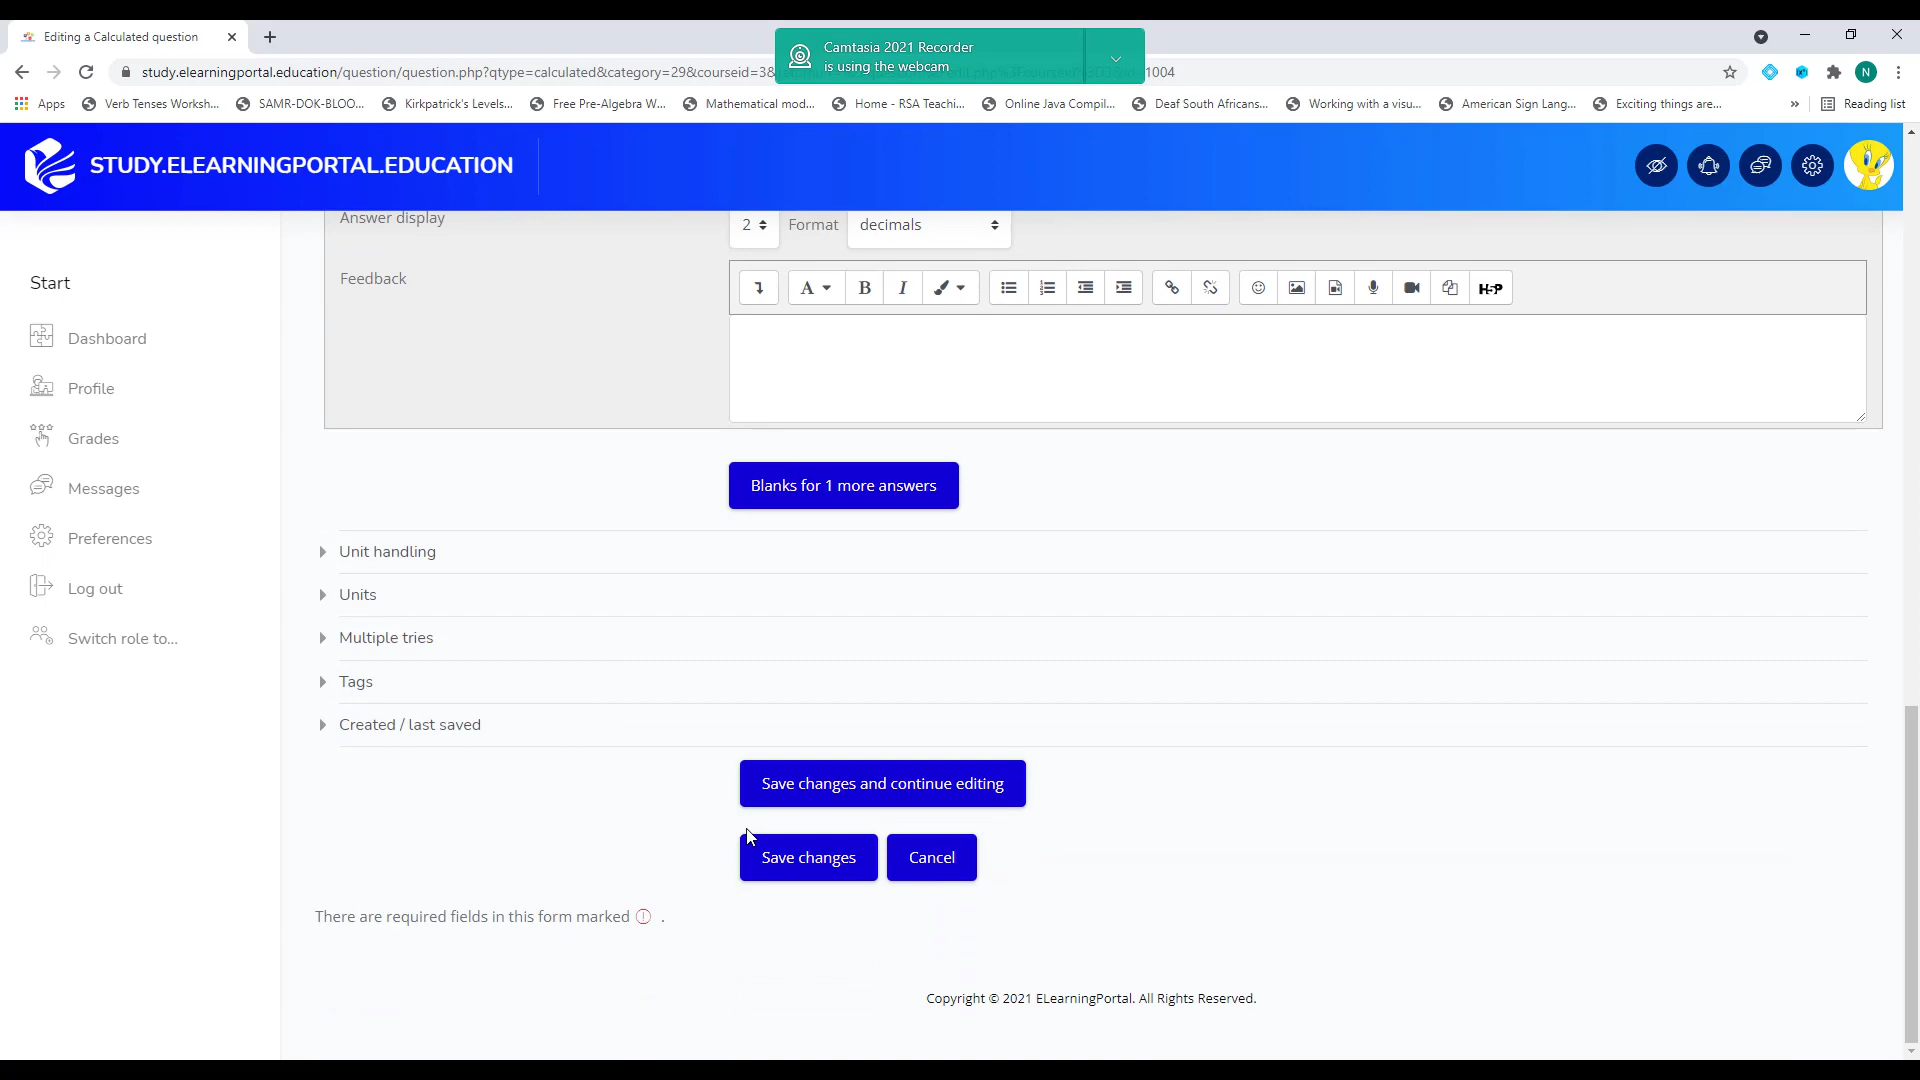 Editing a Calculated question
Camtasia 2021 Recorder
is using the webcam
study.elearningportal.education/question/question.php?qtype=calculated&category=29&courseid=3& 1004
N
Apps Verb Tenses Worksh... SAMR-DOK-BLOO... Kirkpatrick's Levels... Free Pre-Algebra W... Mathematical mod... Home - RSA Teachi... Online Java Compil... Deaf South Africans... Working with a visu... American Sign Lang... Exciting things are... » Reading list
STUDY.ELEARNINGPORTAL.EDUCATION
Start
Dashboard
Profile
Grades
Messages
Preferences
Log out
Switch role to...
Answer display 2 Format decimals
Feedback
A B I H5P
Blanks for 1 more answers
Unit handling
Units
Multiple tries
Tags
Created / last saved
Save changes and continue editing
Save changes Cancel
There are required fields in this form marked .
Copyright © 2021 ELearningPortal. All Rights Reserved.